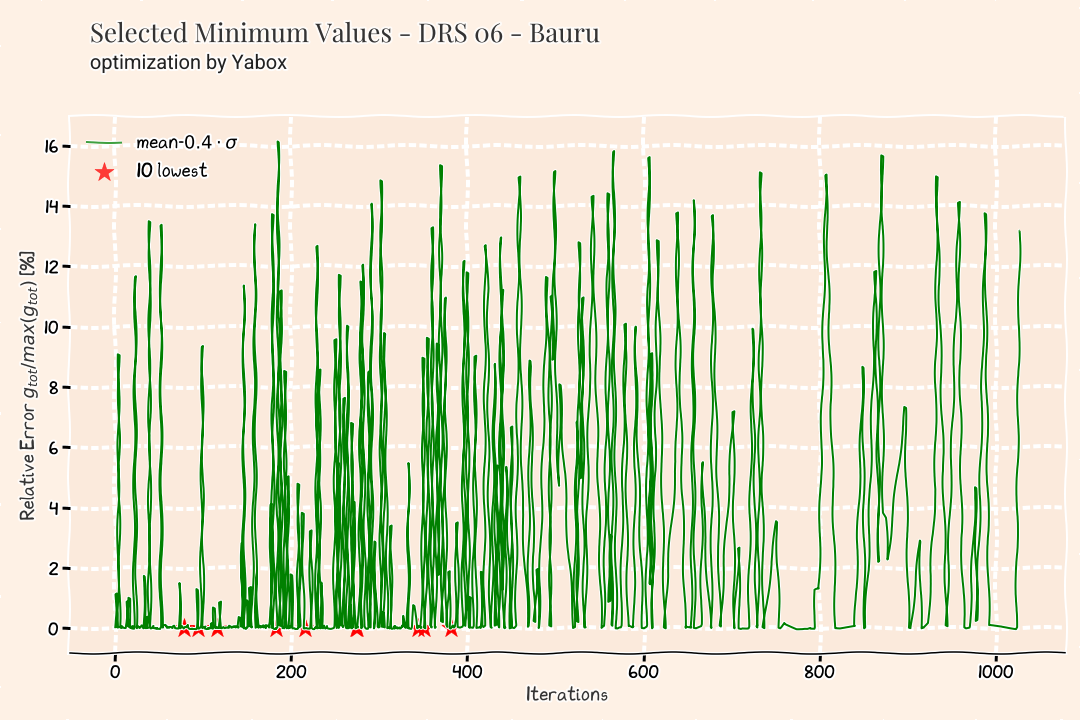 Selected Minimum Values - DRS 06 - Bauru
optimization by Yabox
mean-0.4 · σ
10 lowest
Relative Error g_tot/max(g_tot) [%]
16
14
12
10
8
6
4
2
0
0 200 400 600 800 1000
Iterations